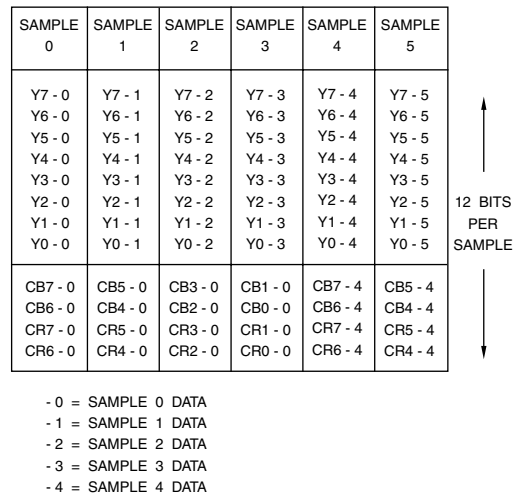 SAMPLE SAMPLE SAMPLE SAMPLE SAMPLE SAMPLE
0 1 2 3 4 5
Y7 - 0 Y7 - 1 Y7 - 2 Y7 - 3 Y7 - 4 Y7 - 5
Y6 - 0 Y6 - 1 Y6 - 2 Y6 - 3 Y6 - 4 Y6 - 5
Y5 - 0 Y5 - 1 Y5 - 2 Y5 - 3 Y5 - 4 Y5 - 5
Y4 - 0 Y4 - 1 Y4 - 2 Y4 - 3 Y4 - 4 Y4 - 5
Y3 - 0 Y3 - 1 Y3 - 2 Y3 - 3 Y3 - 4 Y3 - 5
Y2 - 0 Y2 - 1 Y2 - 2 Y2 - 3 Y2 - 4 Y2 - 5
Y1 - 0 Y1 - 1 Y1 - 2 Y1 - 3 Y1 - 4 Y1 - 5
Y0 - 0 Y0 - 1 Y0 - 2 Y0 - 3 Y0 - 4 Y0 - 5
12 BITS
PER
SAMPLE
CB7 - 0 CB5 - 0 CB3 - 0 CB1 - 0 CB7 - 4 CB5 - 4
CB6 - 0 CB4 - 0 CB2 - 0 CB0 - 0 CB6 - 4 CB4 - 4
CR7 - 0 CR5 - 0 CR3 - 0 CR1 - 0 CR7 - 4 CR5 - 4
CR6 - 0 CR4 - 0 CR2 - 0 CR0 - 0 CR6 - 4 CR4 - 4
- 0 = SAMPLE 0 DATA
- 1 = SAMPLE 1 DATA
- 2 = SAMPLE 2 DATA
- 3 = SAMPLE 3 DATA
- 4 = SAMPLE 4 DATA